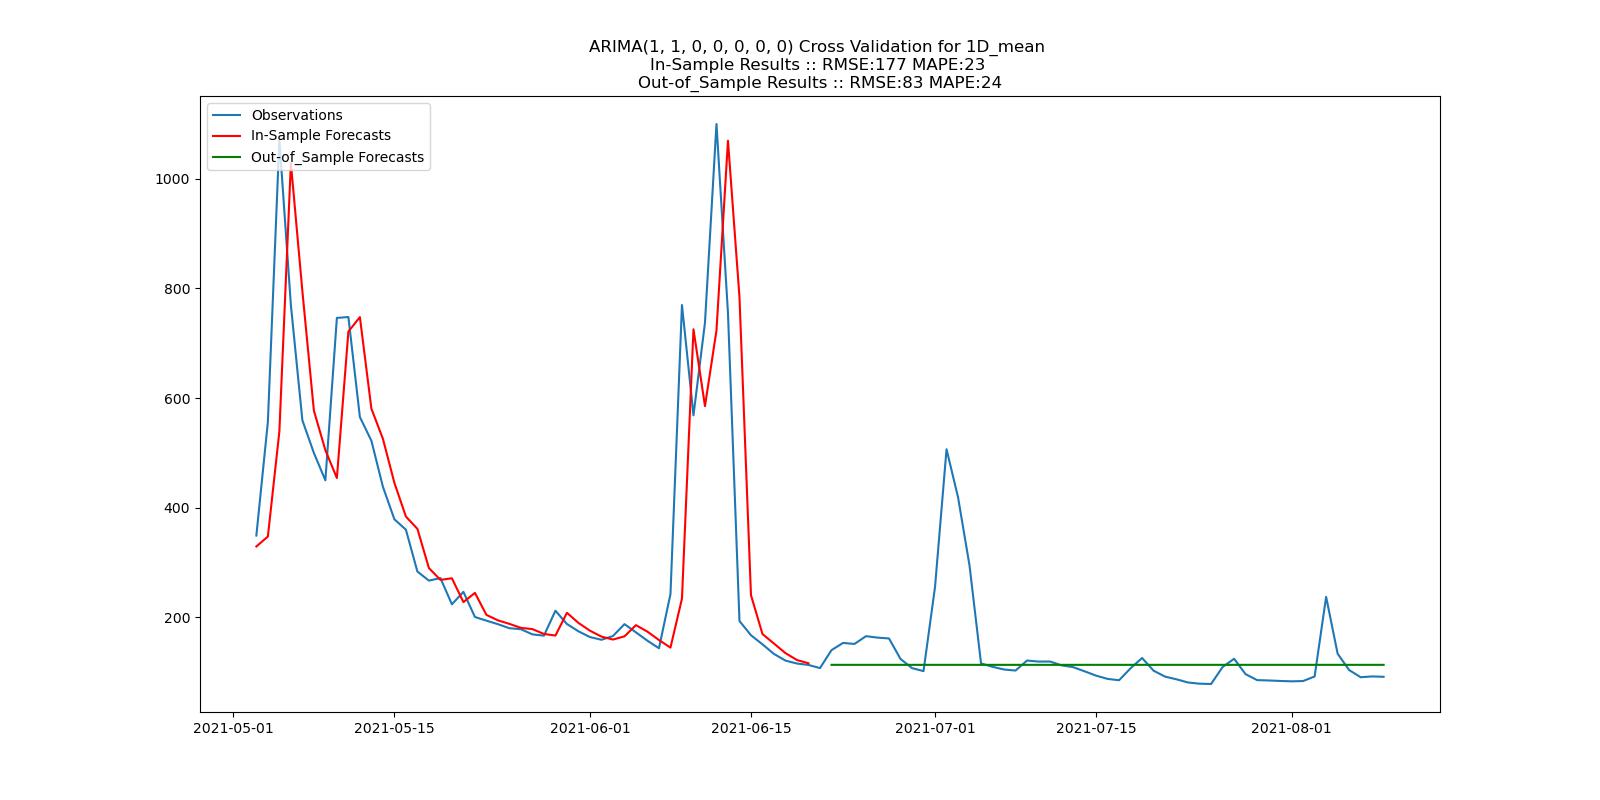 ARIMA(1, 1, 0, 0, 0, 0, 0) Cross Validation for 1D_mean
In-Sample Results :: RMSE:177 MAPE:23
Out-of_Sample Results :: RMSE:83 MAPE:24
Observations
In-Sample Forecasts
Out-of_Sample Forecasts
1000
800
600
400
200
2021-05-01
2021-05-15
2021-06-01
2021-06-15
2021-07-01
2021-07-15
2021-08-01